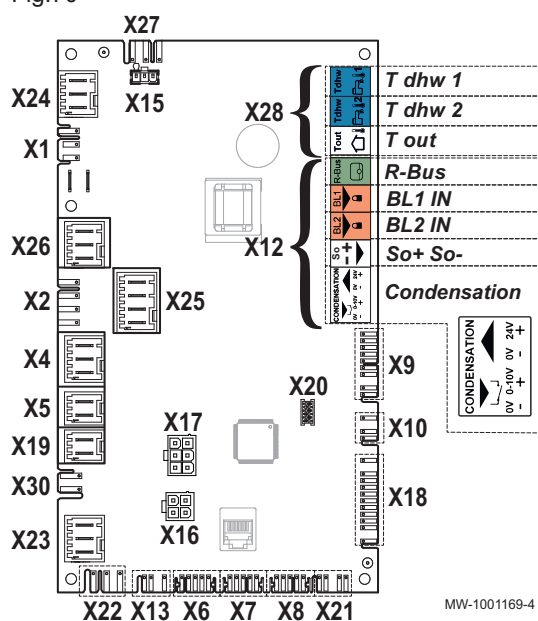 X27
X24
X15
X28
Tdhw 1
T dhw 1
Tdhw 2
T dhw 2
X1
Tout
T out
R-Bus
R-Bus
BL1
BL1 IN
X12
BL2
BL2 IN
X26
So + -
So+ So-
X2
X25
CONDENSATION
0V 0-10V 0V 24V
- + - +
Condensation
CONDENSATION
0V 0-10V 0V 24V
- + - +
X4
X9
X20
X5
X17
X10
X19
X30
X18
X23
X16
X22
X13
X6
X7
X8
X21
MW-1001169-4